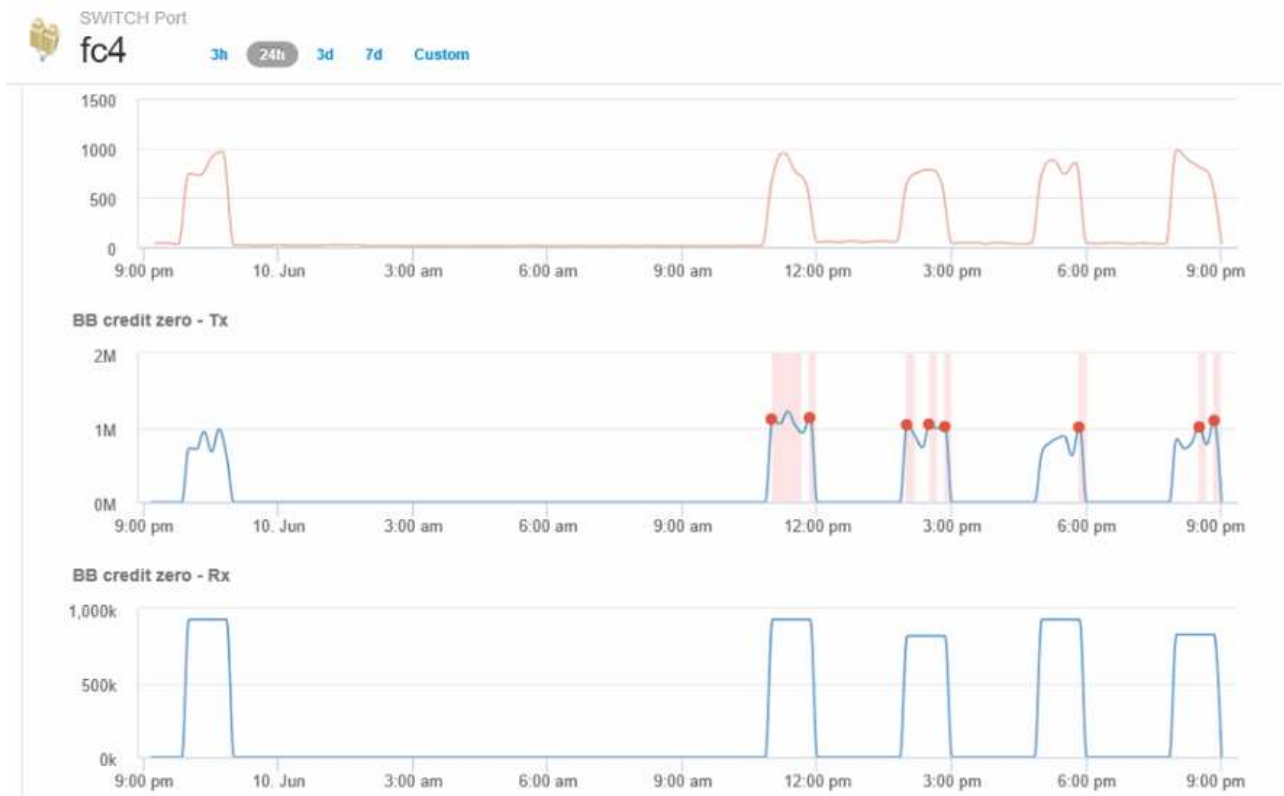 SWITCH Port
fc4 3h 24h 3d 7d Custom
1500
1000
500
0
9:00 pm 10. Jun 3:00 am 6:00 am 9:00 am 12:00 pm 3:00 pm 6:00 pm 9:00 pm
BB credit zero - Tx
2M
1M
0M
9:00 pm 10. Jun 3:00 am 6:00 am 9:00 am 12:00 pm 3:00 pm 6:00 pm 9:00 pm
BB credit zero - Rx
1,000k
500k
0k
9:00 pm 10. Jun 3:00 am 6:00 am 9:00 am 12:00 pm 3:00 pm 6:00 pm 9:00 pm